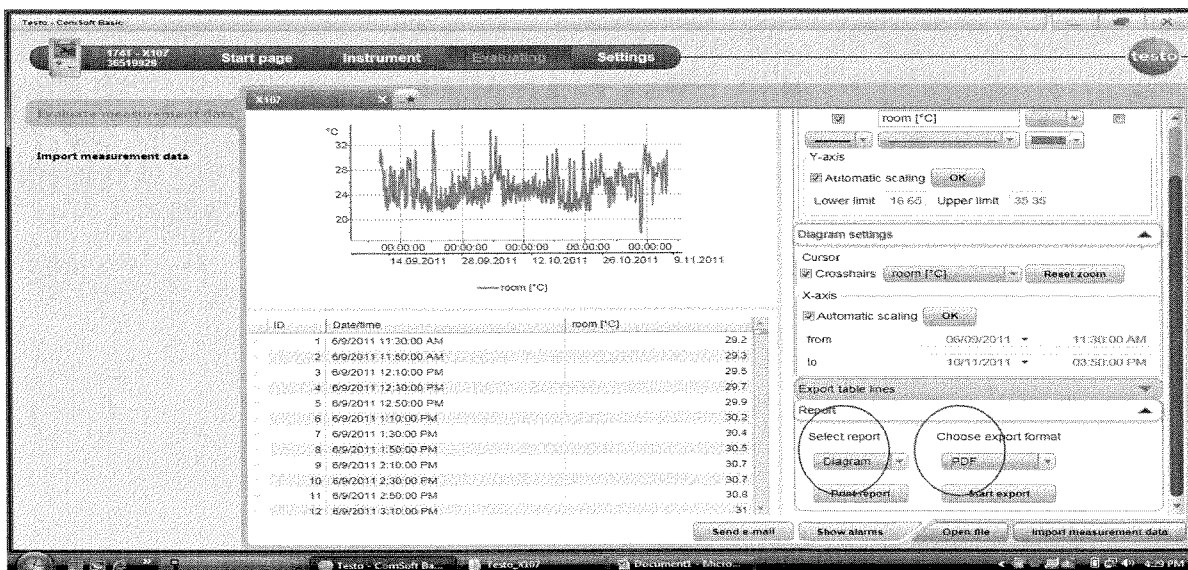 Testo - ComSoft Basic
174T - X107
36519928
Start page
Instrument
Evaluating
Settings
testo
Evaluate measurement data
Import measurement data
X107
°C
32
28
24
20
00:00:00 00:00:00 00:00:00 00:00:00 00:00:00
14.09.2011 28.09.2011 12.10.2011 26.10.2011 9.11.2011
room [°C]
ID Date/time room [°C]
1 6/9/2011 11:30:00 AM 29.2
2 6/9/2011 11:50:00 AM 29.3
3 6/9/2011 12:10:00 PM 29.5
4 6/9/2011 12:30:00 PM 29.7
5 6/9/2011 12:50:00 PM 29.9
6 6/9/2011 1:10:00 PM 30.2
7 6/9/2011 1:30:00 PM 30.4
8 6/9/2011 1:50:00 PM 30.5
9 6/9/2011 2:10:00 PM 30.7
10 6/9/2011 2:30:00 PM 30.7
11 6/9/2011 2:50:00 PM 30.8
12 6/9/2011 3:10:00 PM 31
room [°C]
Y-axis
Automatic scaling OK
Lower limit 16.65 Upper limit 35.35
Diagram settings
Cursor
Crosshairs room [°C] Reset zoom
X-axis
Automatic scaling OK
from 06/09/2011 11:30:00 AM
to 10/11/2011 03:50:00 PM
Export table lines
Report
Select report Choose export format
Diagram PDF
Print report Start export
Send e-mail Show alarms Open file Import measurement data
Testo - ComSoft Ba... Testo_X107 Document1 - Micro... 4:29 PM